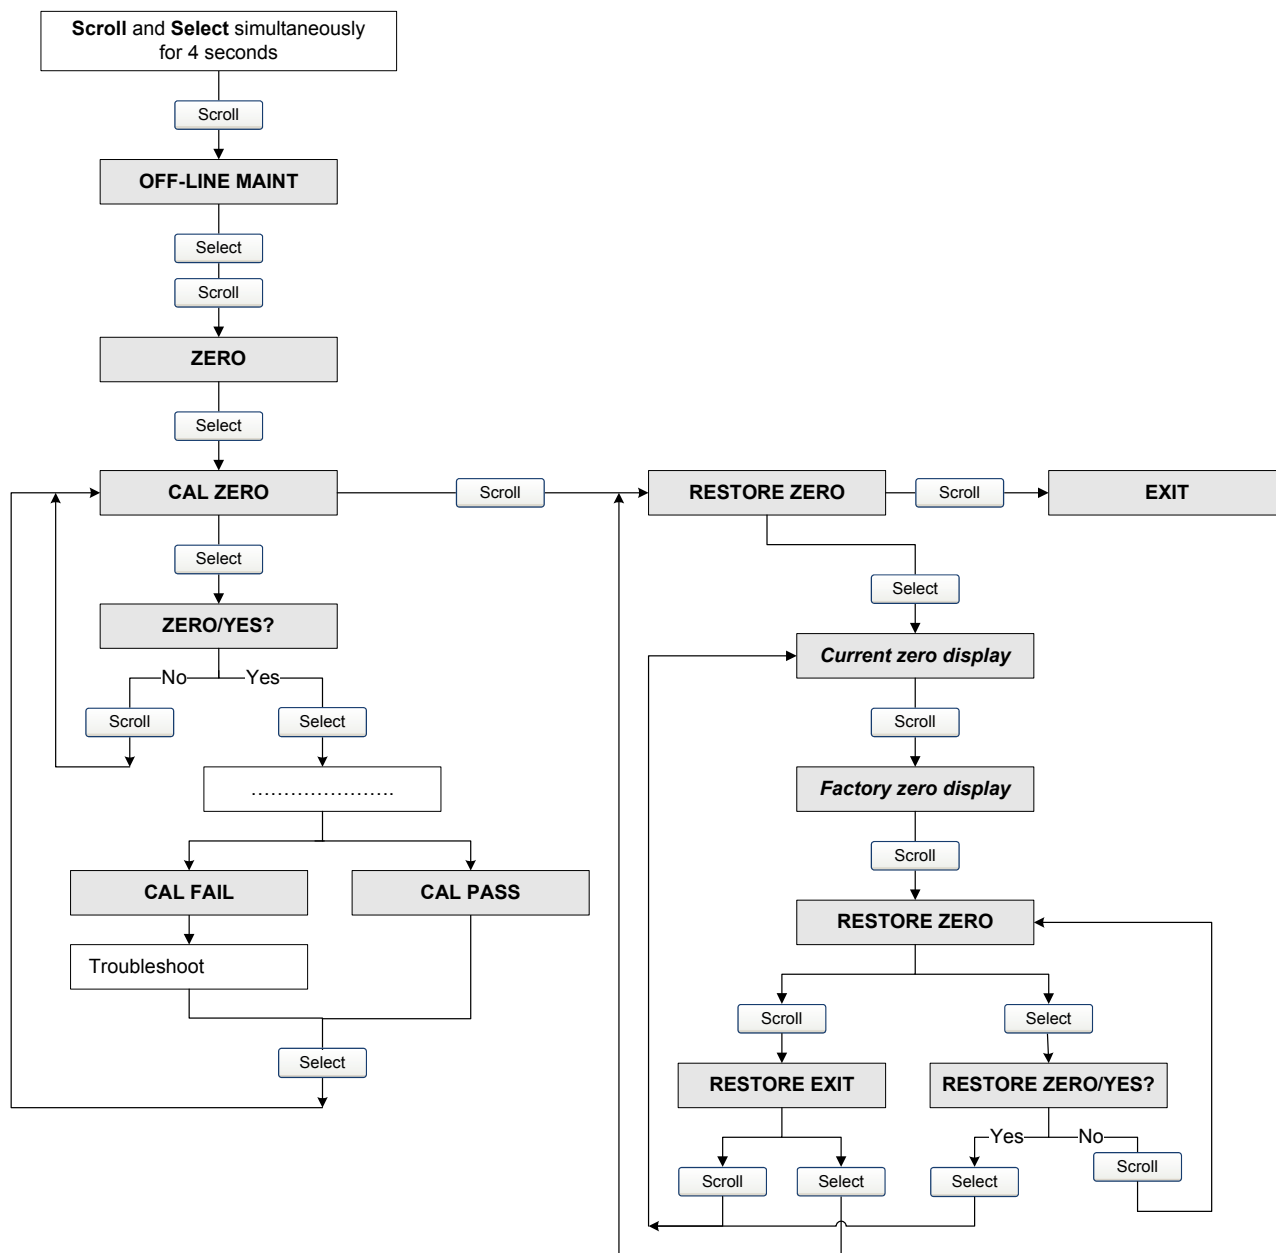 Scroll and Select simultaneously
for 4 seconds
Scroll
OFF-LINE MAINT
Select
Scroll
ZERO
Select
CAL ZERO
Scroll
RESTORE ZERO
Scroll
EXIT
Select
ZERO/YES?
No
Yes
Scroll
Select
......................
CAL FAIL
CAL PASS
Troubleshoot
Select
Select
Current zero display
Scroll
Factory zero display
Scroll
RESTORE ZERO
Scroll
Select
RESTORE EXIT
RESTORE ZERO/YES?
Yes
No
Scroll
Select
Select
Scroll